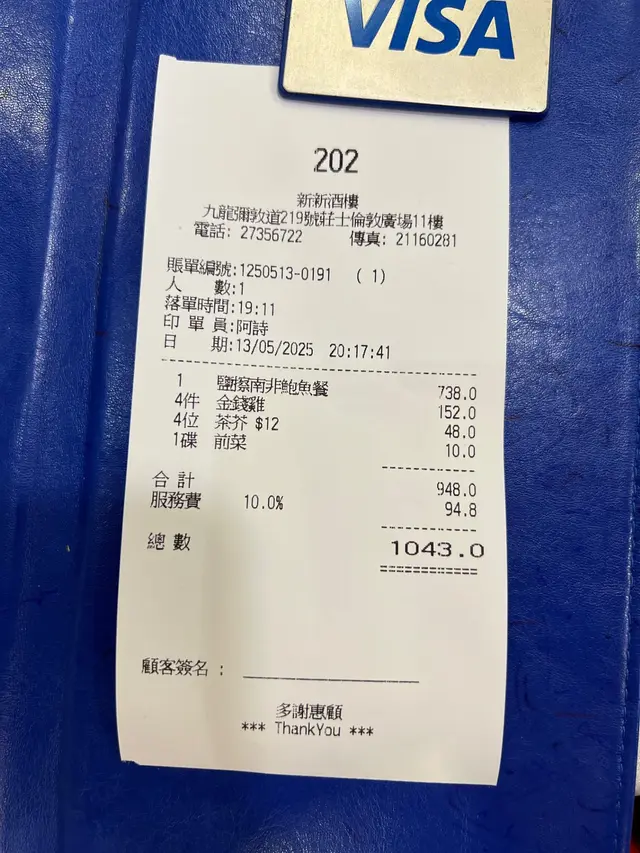 VISA
202
新新酒樓
九龍彌敦道219號莊士倫敦廣場11樓
電話: 27356722 傳真: 21160281
賬單編號:1250513-0191 (1)
人 數:1
落單時間:19:11
印 單 員:阿詩
日 期:13/05/2025 20:17:41
1 鹽擦南非鮑魚餐 738.0
4件 金錢雞 152.0
4位 茶芥 $12 48.0
1碟 前菜 10.0
合 計 948.0
服務費 10.0% 94.8
總 數 1043.0
顧客簽名 :
多謝惠顧
*** ThankYou ***